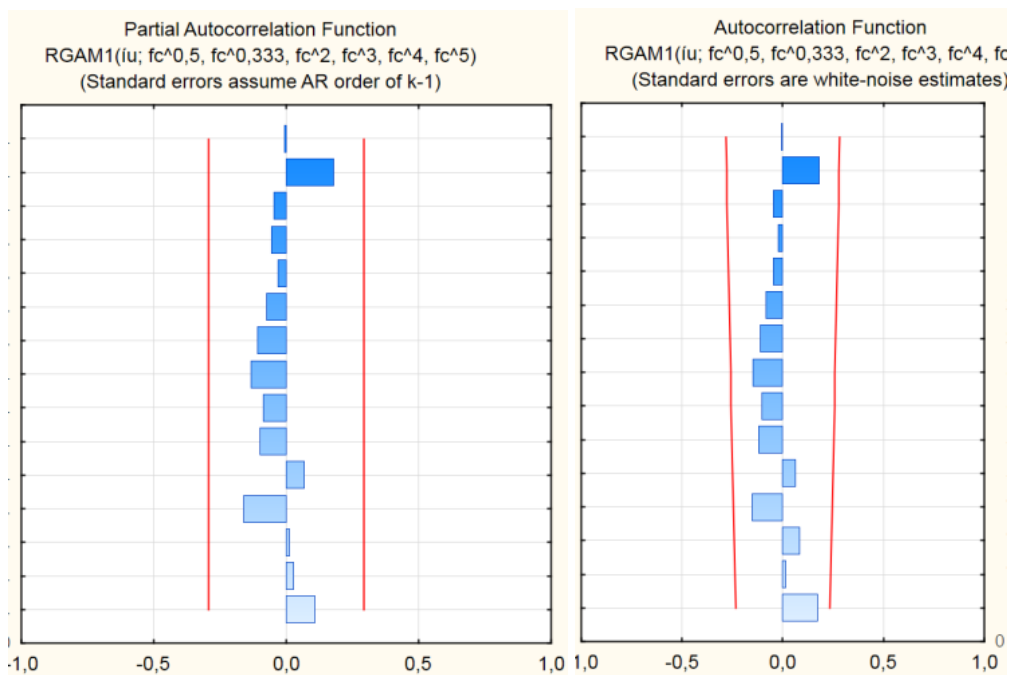 Partial Autocorrelation Function
RGAM1(íu; fc^0,5, fc^0,333, fc^2, fc^3, fc^4, fc^5)
(Standard errors assume AR order of k-1)
0
-1,0 -0,5 0,0 0,5 1,0
Autocorrelation Function
RGAM1(íu; fc^0,5, fc^0,333, fc^2, fc^3, fc^4, fc
(Standard errors are white-noise estimates)
0
1,0 -0,5 0,0 0,5 1,0